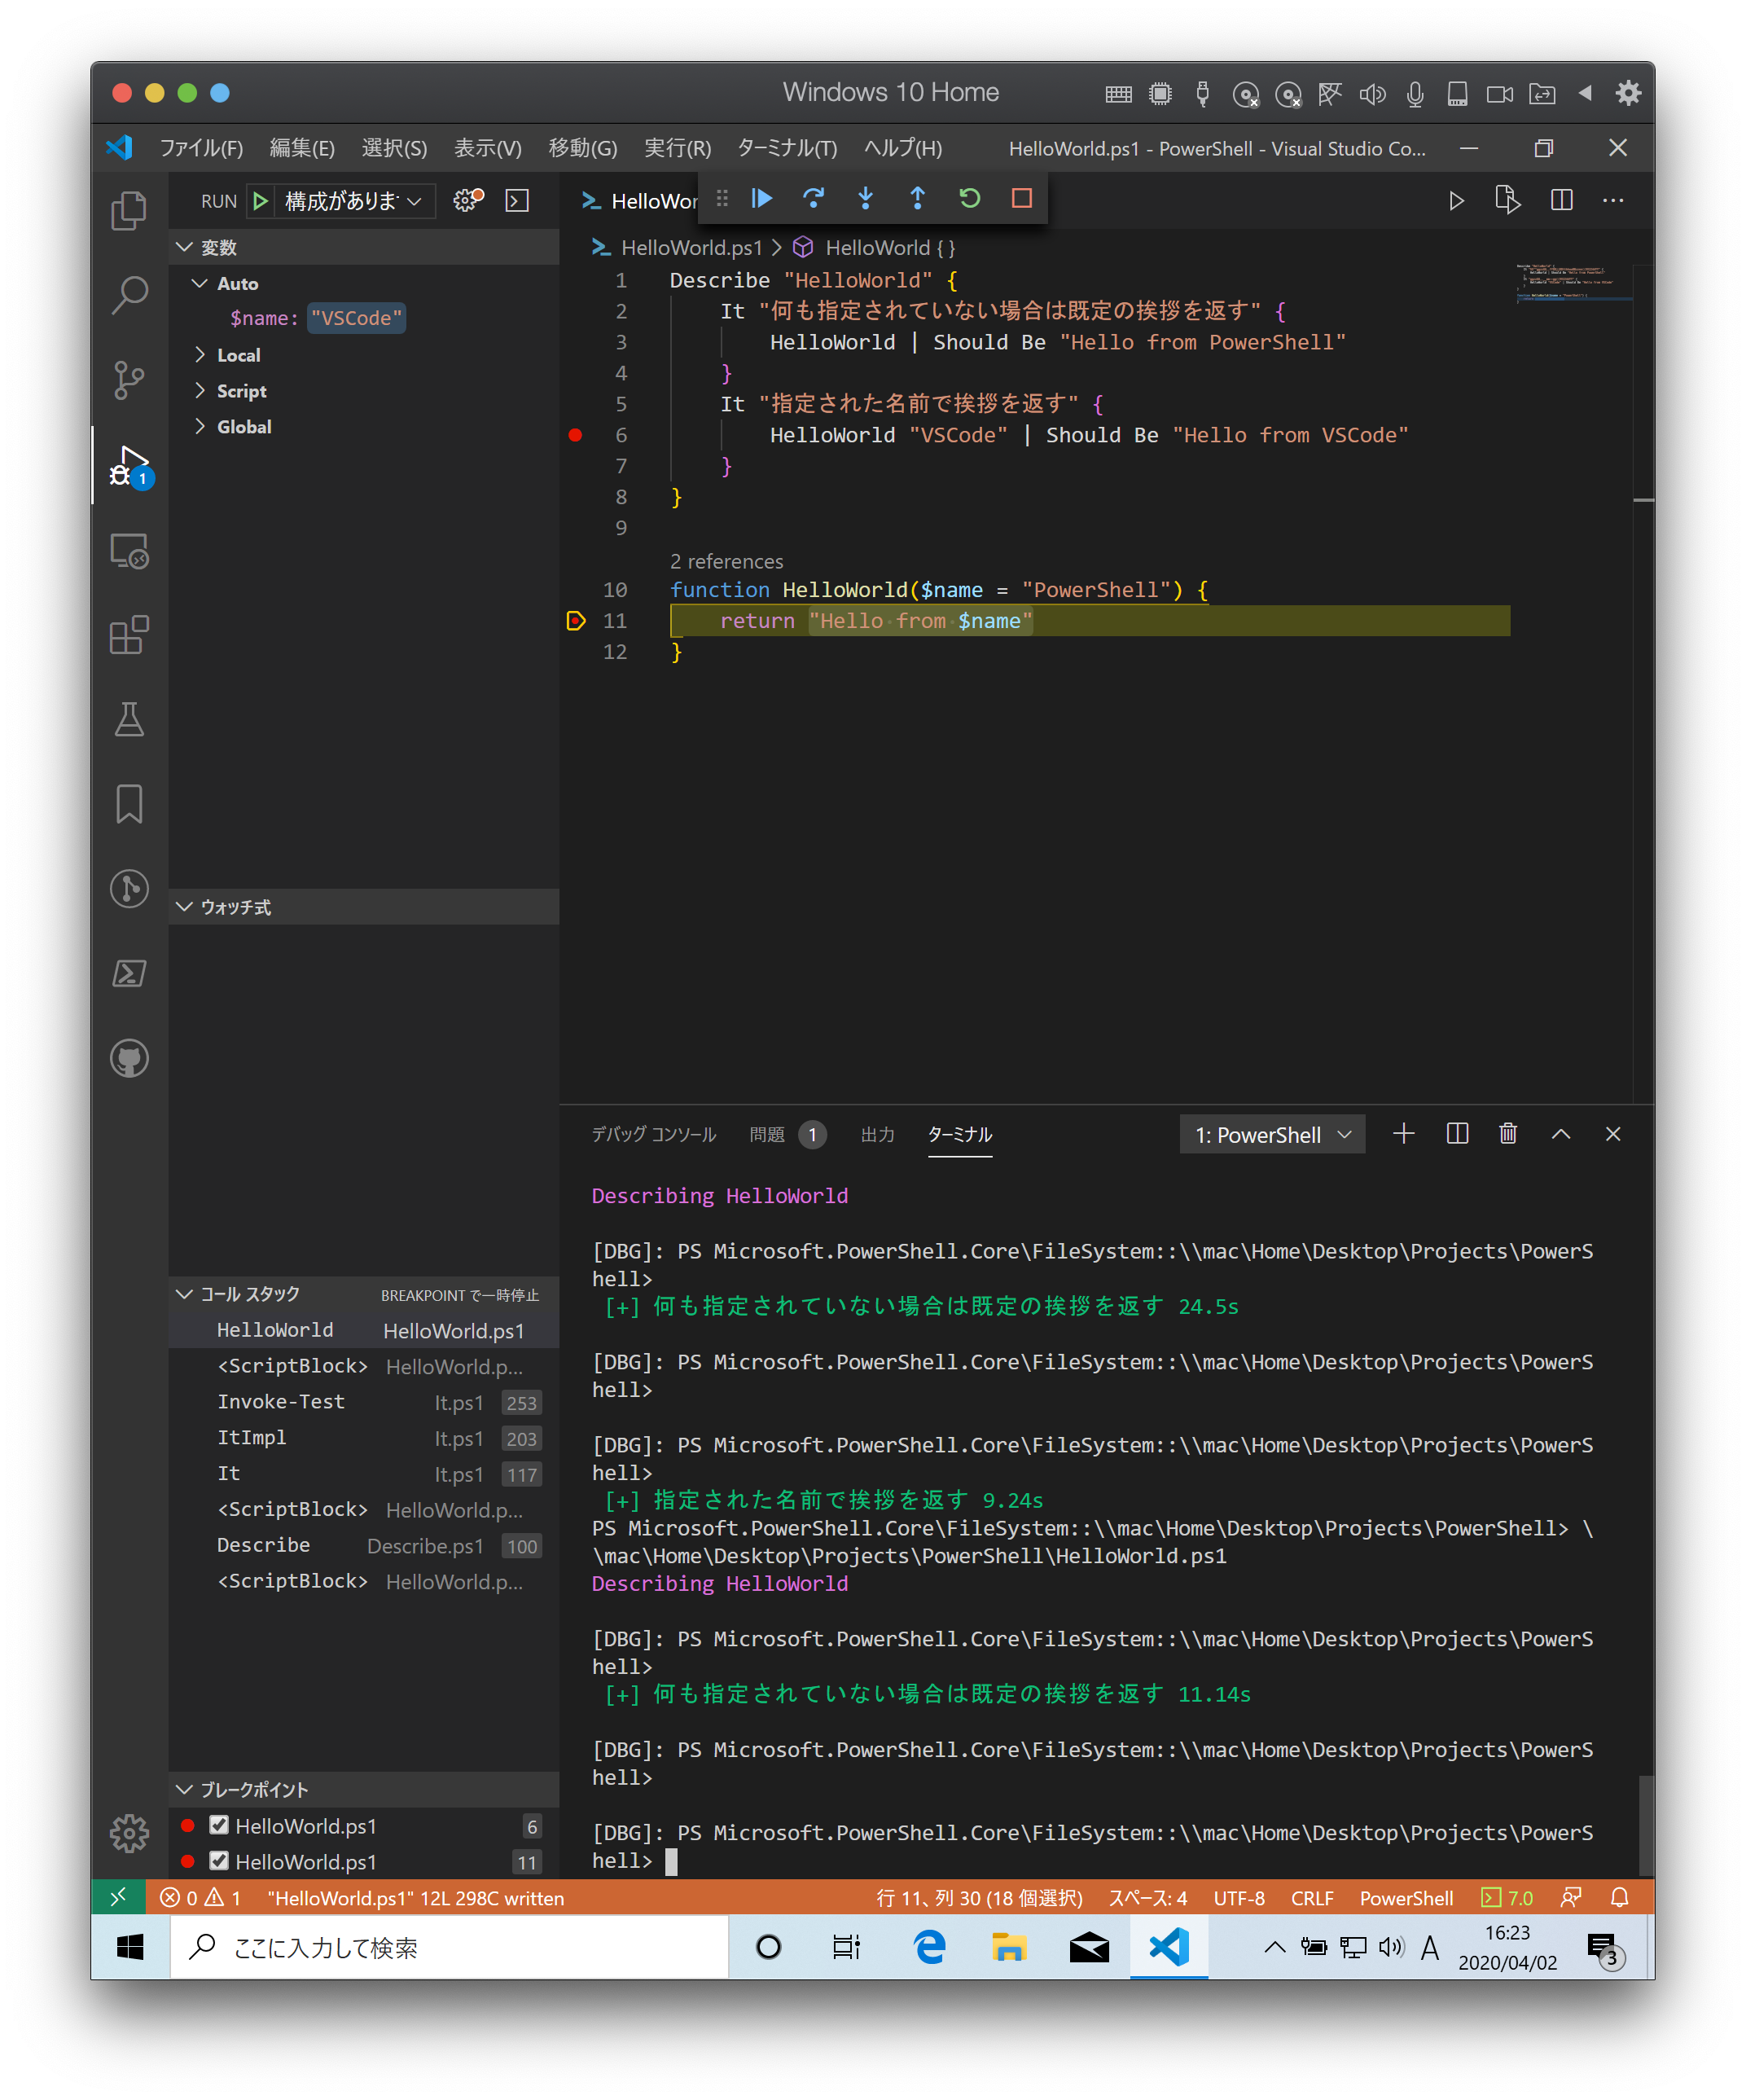 Windows 10 Home
ファイル(F) 編集(E) 選択(S) 表示(V) 移動(G) 実行(R) ターミナル(T) ヘルプ(H) HelloWorld.ps1 - PowerShell - Visual Studio Co...
RUN 構成がありま
変数
Auto
$name: "VSCode"
Local
Script
Global
1
ウォッチ式
コール スタック BREAKPOINT で一時停止
HelloWorld HelloWorld.ps1
<ScriptBlock> HelloWorld.p...
Invoke-Test It.ps1 253
ItImpl It.ps1 203
It It.ps1 117
<ScriptBlock> HelloWorld.p...
Describe Describe.ps1 100
<ScriptBlock> HelloWorld.p...
ブレークポイント
HelloWorld.ps1 6
HelloWorld.ps1 11
HelloWor
HelloWorld.ps1 > HelloWorld { }
1 Describe "HelloWorld" {
2 It "何も指定されていない場合は既定の挨拶を返す" {
3 HelloWorld | Should Be "Hello from PowerShell"
4 }
5 It "指定された名前で挨拶を返す" {
6 HelloWorld "VSCode" | Should Be "Hello from VSCode"
7 }
8 }
9
2 references
10 function HelloWorld($name = "PowerShell") {
11 return "Hello from $name"
12 }
デバッグ コンソール 問題 1 出力 ターミナル 1: PowerShell
Describing HelloWorld
[DBG]: PS Microsoft.PowerShell.Core\FileSystem::\\mac\Home\Desktop\Projects\PowerS
hell>
[+] 何も指定されていない場合は既定の挨拶を返す 24.5s
[DBG]: PS Microsoft.PowerShell.Core\FileSystem::\\mac\Home\Desktop\Projects\PowerS
hell>
[DBG]: PS Microsoft.PowerShell.Core\FileSystem::\\mac\Home\Desktop\Projects\PowerS
hell>
[+] 指定された名前で挨拶を返す 9.24s
PS Microsoft.PowerShell.Core\FileSystem::\\mac\Home\Desktop\Projects\PowerShell> \
\mac\Home\Desktop\Projects\PowerShell\HelloWorld.ps1
Describing HelloWorld
[DBG]: PS Microsoft.PowerShell.Core\FileSystem::\\mac\Home\Desktop\Projects\PowerS
hell>
[+] 何も指定されていない場合は既定の挨拶を返す 11.14s
[DBG]: PS Microsoft.PowerShell.Core\FileSystem::\\mac\Home\Desktop\Projects\PowerS
hell>
[DBG]: PS Microsoft.PowerShell.Core\FileSystem::\\mac\Home\Desktop\Projects\PowerS
hell>
0 1 "HelloWorld.ps1" 12L 298C written 行 11、列 30 (18 個選択) スペース: 4 UTF-8 CRLF PowerShell 7.0
ここに入力して検索
A
16:23
2020/04/02
3